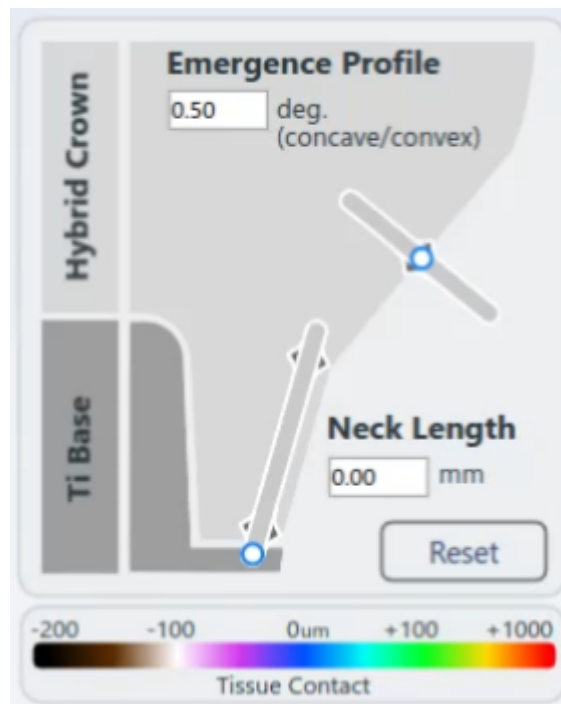 Emergence Profile
0.50 deg.
(concave/convex)
Hybrid Crown
Ti Base
Neck Length
0.00 mm
Reset
-200 -100 0um +100 +1000
Tissue Contact